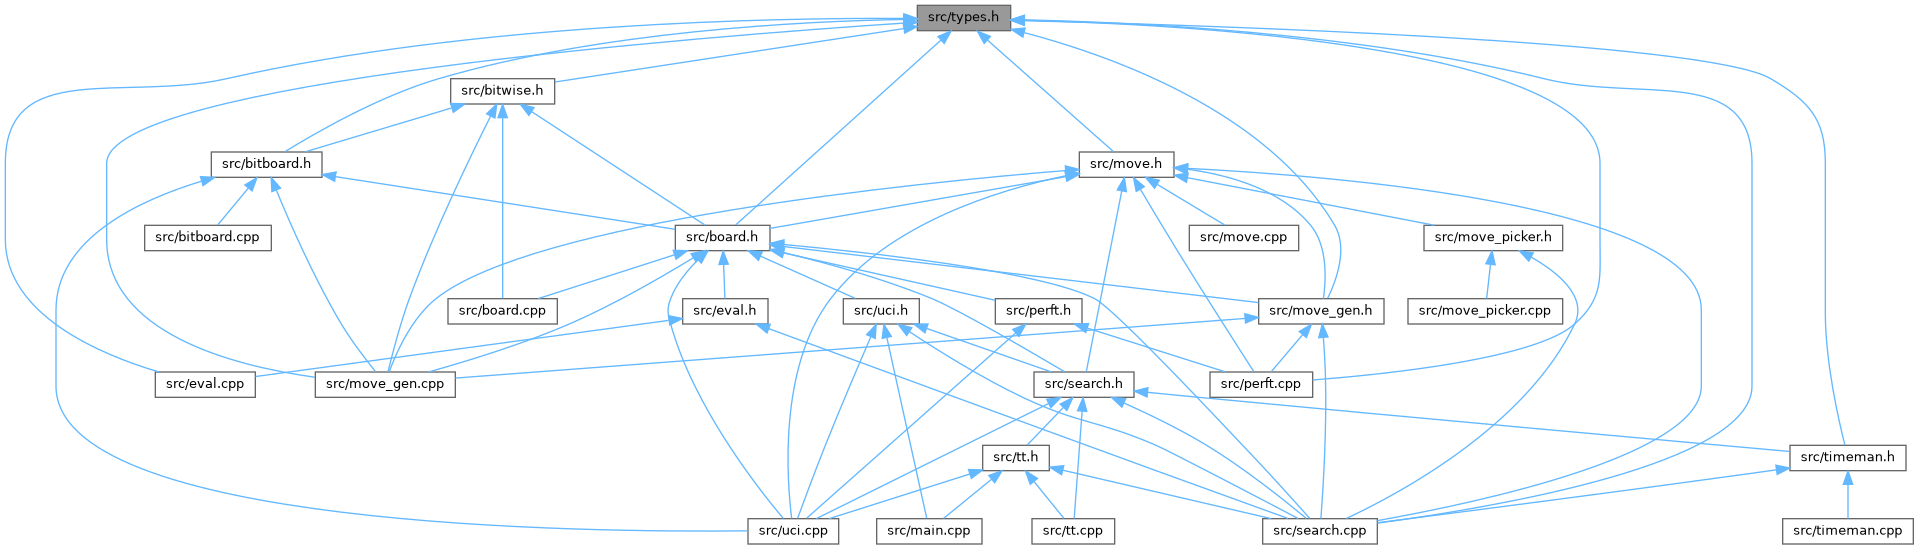 src/types.h
src/bitwise.h
src/bitboard.h
src/move.h
src/bitboard.cpp
src/board.h
src/move.cpp
src/move_picker.h
src/board.cpp
src/eval.h
src/uci.h
src/perft.h
src/move_gen.h
src/move_picker.cpp
src/eval.cpp
src/move_gen.cpp
src/search.h
src/perft.cpp
src/tt.h
src/timeman.h
src/uci.cpp
src/main.cpp
src/tt.cpp
src/search.cpp
src/timeman.cpp